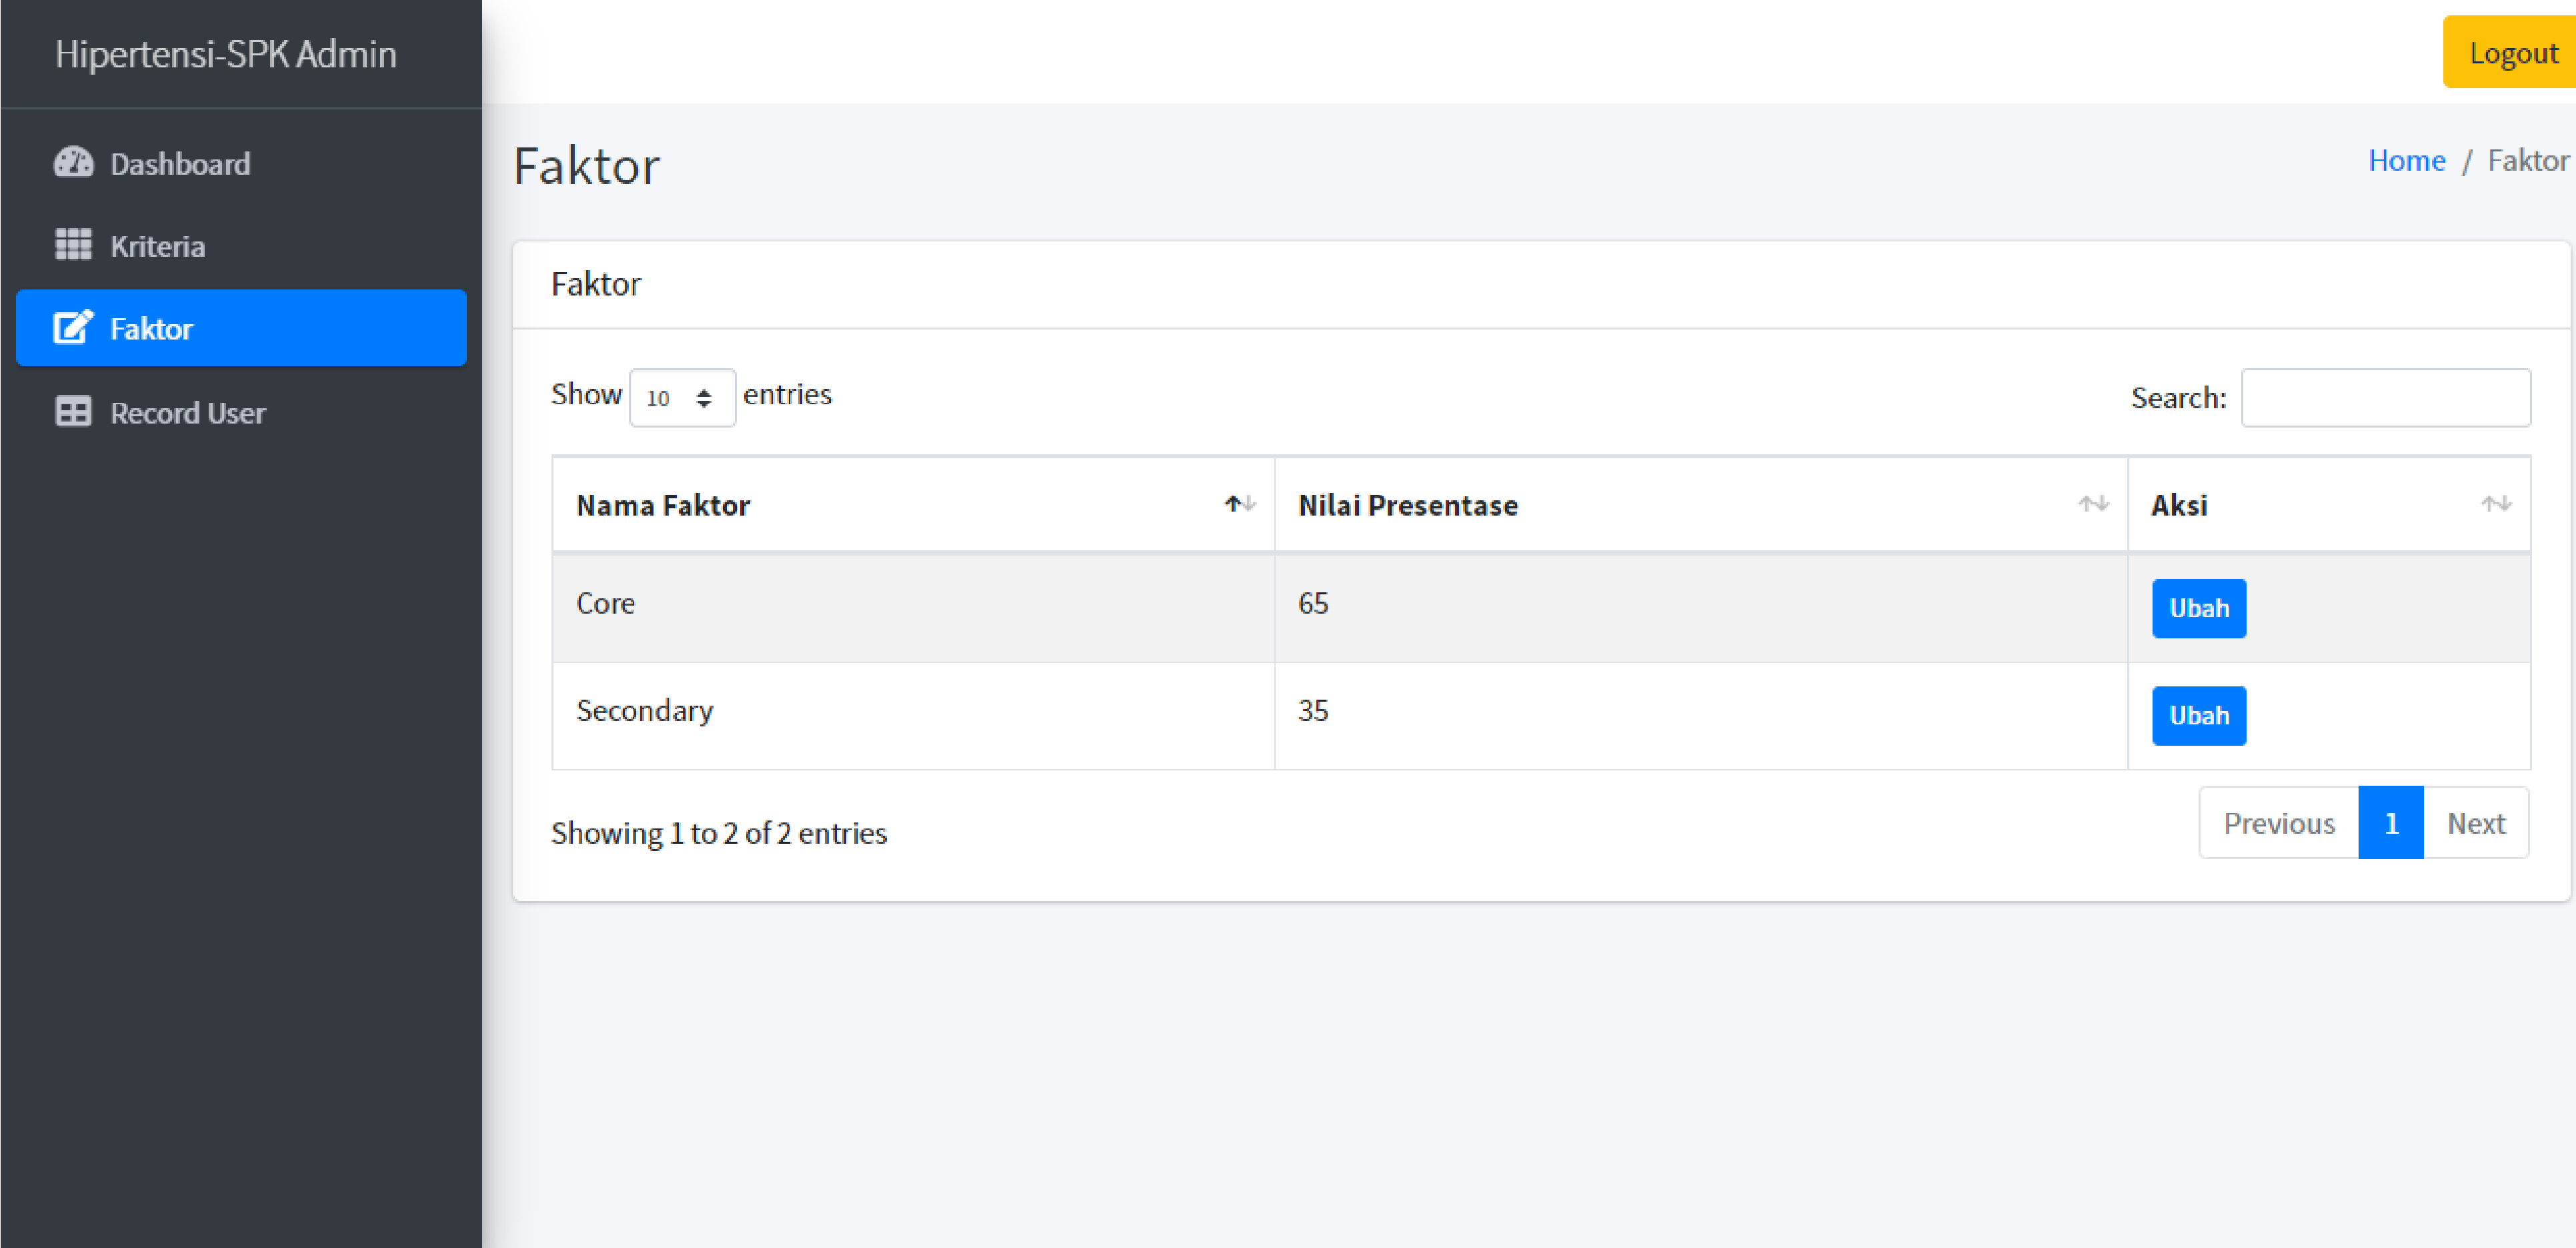 Hipertensi-SPK Admin
Logout
Dashboard
Kriteria
Faktor
Record User
Faktor
Home / Faktor
Faktor
Show 10 entries
Search:
Nama Faktor Nilai Presentase Aksi
Core 65 Ubah
Secondary 35 Ubah
Showing 1 to 2 of 2 entries
Previous 1 Next